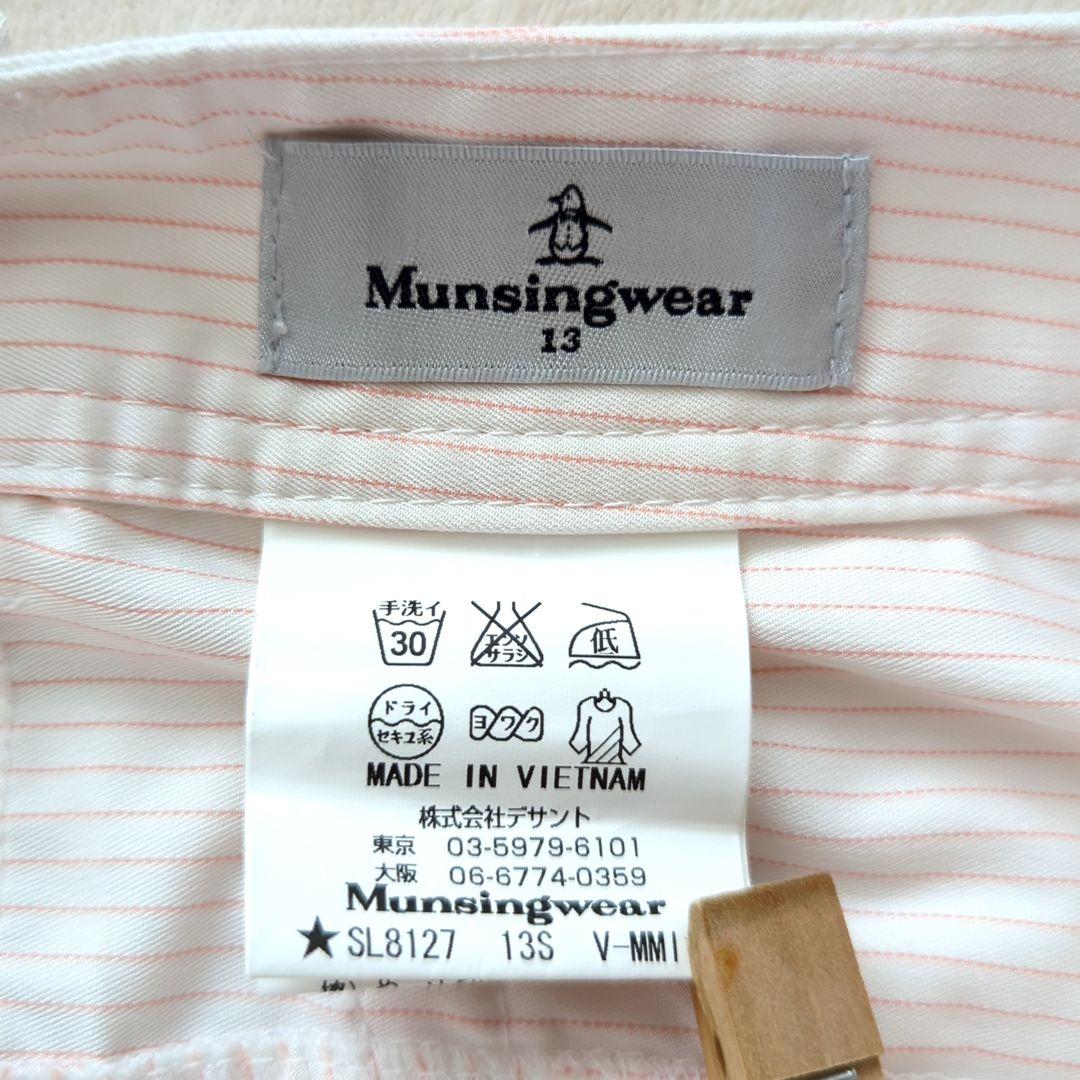 Munsingwear
13
手洗イ
30
エンソ
サラシ
低
ドライ
セキユ系
ヨワク
MADE IN VIETNAM
株式会社デサント
東京 03-5979-6101
大阪 06-6774-0359
Munsingwear
★SL8127 13S V-MM1